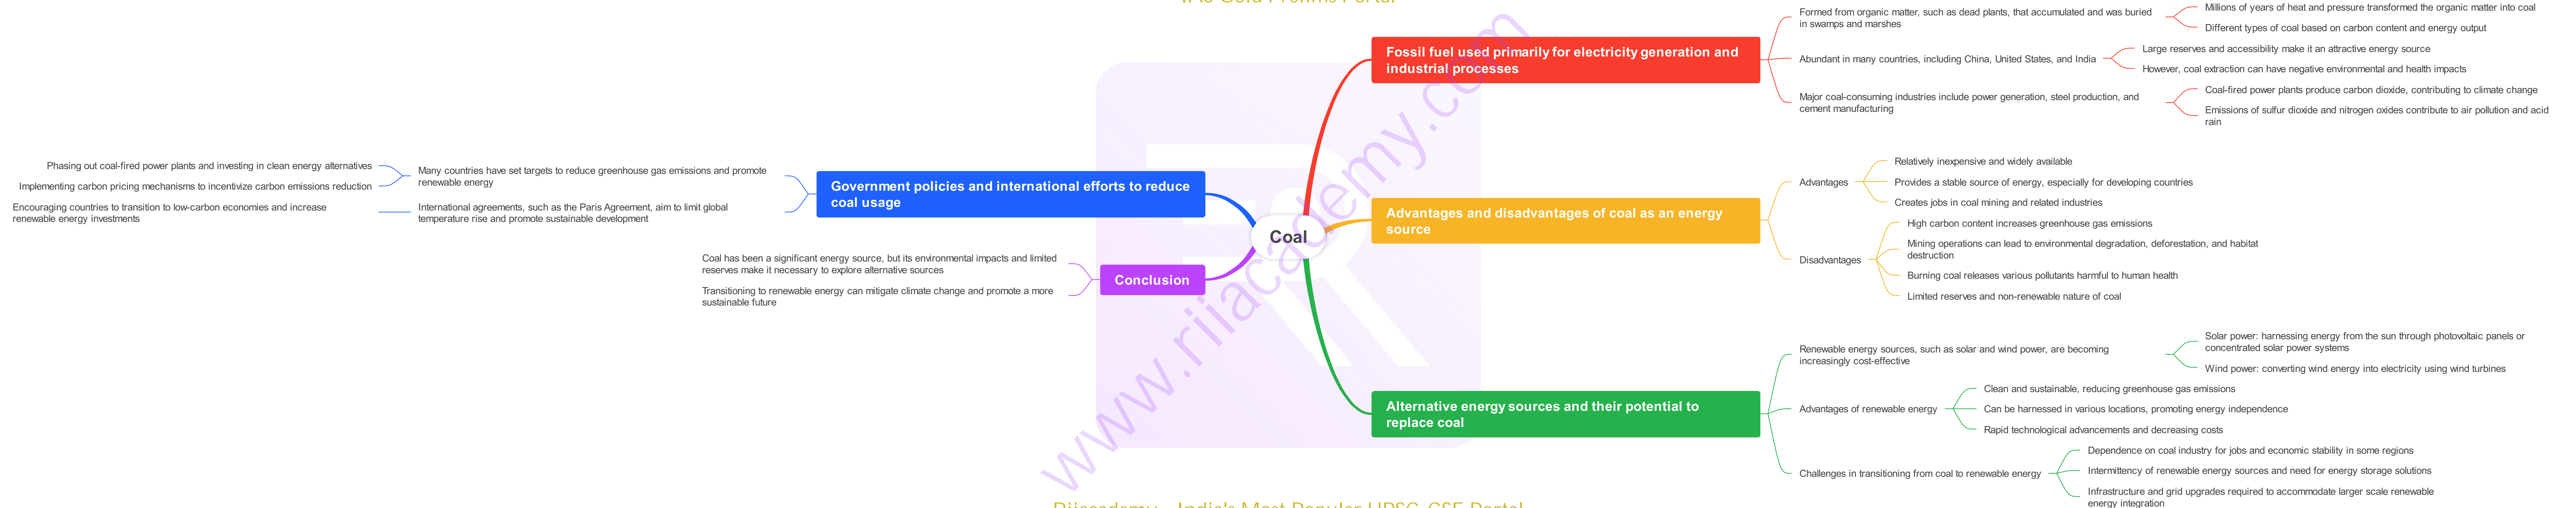 IAS Gold Prelims Portal
Coal
Fossil fuel used primarily for electricity generation and
industrial processes
Formed from organic matter, such as dead plants, that accumulated and was buried
in swamps and marshes
Millions of years of heat and pressure transformed the organic matter into coal
Different types of coal based on carbon content and energy output
Abundant in many countries, including China, United States, and India
Large reserves and accessibility make it an attractive energy source
However, coal extraction can have negative environmental and health impacts
Major coal-consuming industries include power generation, steel production, and
cement manufacturing
Coal-fired power plants produce carbon dioxide, contributing to climate change
Emissions of sulfur dioxide and nitrogen oxides contribute to air pollution and acid
rain
Advantages and disadvantages of coal as an energy
source
Advantages
Relatively inexpensive and widely available
Provides a stable source of energy, especially for developing countries
Creates jobs in coal mining and related industries
Disadvantages
High carbon content increases greenhouse gas emissions
Mining operations can lead to environmental degradation, deforestation, and habitat
destruction
Burning coal releases various pollutants harmful to human health
Limited reserves and non-renewable nature of coal
Alternative energy sources and their potential to
replace coal
Renewable energy sources, such as solar and wind power, are becoming
increasingly cost-effective
Solar power: harnessing energy from the sun through photovoltaic panels or
concentrated solar power systems
Wind power: converting wind energy into electricity using wind turbines
Advantages of renewable energy
Clean and sustainable, reducing greenhouse gas emissions
Can be harnessed in various locations, promoting energy independence
Rapid technological advancements and decreasing costs
Challenges in transitioning from coal to renewable energy
Dependence on coal industry for jobs and economic stability in some regions
Intermittency of renewable energy sources and need for energy storage solutions
Infrastructure and grid upgrades required to accommodate larger scale renewable
energy integration
Government policies and international efforts to reduce
coal usage
Many countries have set targets to reduce greenhouse gas emissions and promote
renewable energy
Phasing out coal-fired power plants and investing in clean energy alternatives
Implementing carbon pricing mechanisms to incentivize carbon emissions reduction
International agreements, such as the Paris Agreement, aim to limit global
temperature rise and promote sustainable development
Encouraging countries to transition to low-carbon economies and increase
renewable energy investments
Conclusion
Coal has been a significant energy source, but its environmental impacts and limited
reserves make it necessary to explore alternative sources
Transitioning to renewable energy can mitigate climate change and promote a more
sustainable future
www.riiacademy.com
Riiacademy - India's Most Popular UPSC-CSE Portal